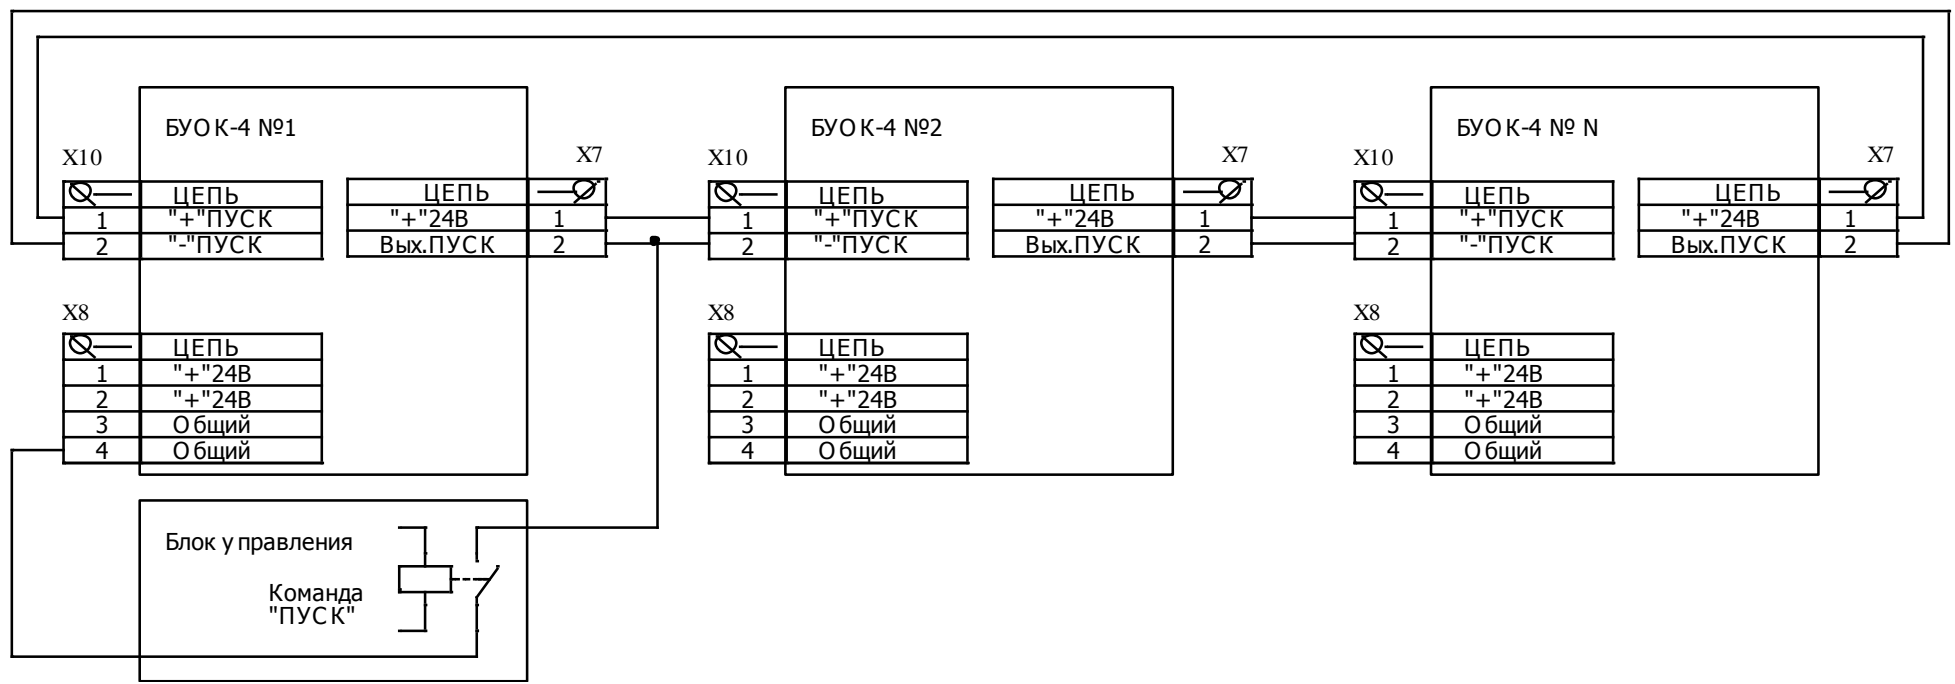 БУОК-4 №1
X10
X7
ЦЕПЬ
1 "+"ПУСК
2 "-"ПУСК
ЦЕПЬ
"+"24В 1
Вых.ПУСК 2
X8
ЦЕПЬ
1 "+"24В
2 "+"24В
3 Общий
4 Общий
БУОК-4 №2
X10
X7
ЦЕПЬ
1 "+"ПУСК
2 "-"ПУСК
ЦЕПЬ
"+"24В 1
Вых.ПУСК 2
X8
ЦЕПЬ
1 "+"24В
2 "+"24В
3 Общий
4 Общий
БУОК-4 № N
X10
X7
ЦЕПЬ
1 "+"ПУСК
2 "-"ПУСК
ЦЕПЬ
"+"24В 1
Вых.ПУСК 2
X8
ЦЕПЬ
1 "+"24В
2 "+"24В
3 Общий
4 Общий
Блок управления
Команда
"ПУСК"